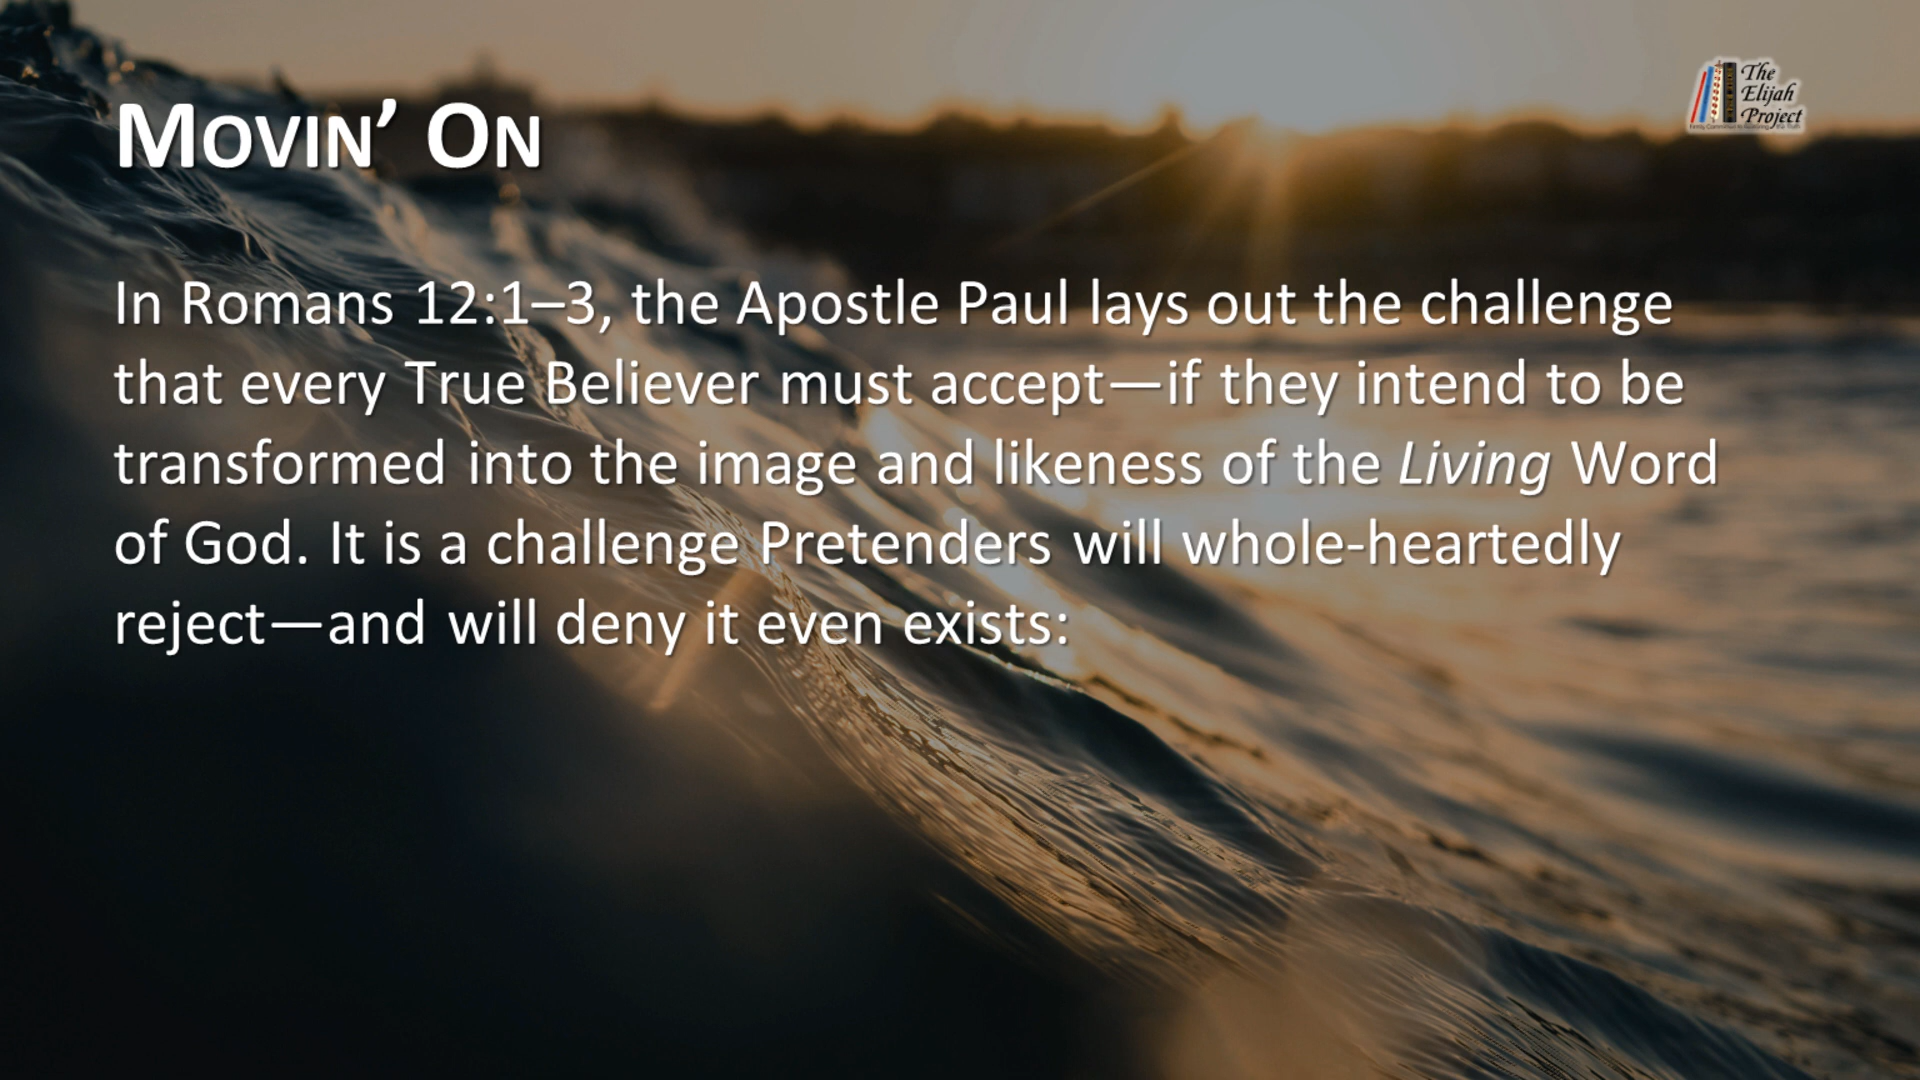 MOVIN’ ON
The
Elijah
Project
In Romans 12:1–3, the Apostle Paul lays out the challenge
that every True Believer must accept—if they intend to be
transformed into the image and likeness of the Living Word
of God. It is a challenge Pretenders will whole-heartedly
reject—and will deny it even exists: